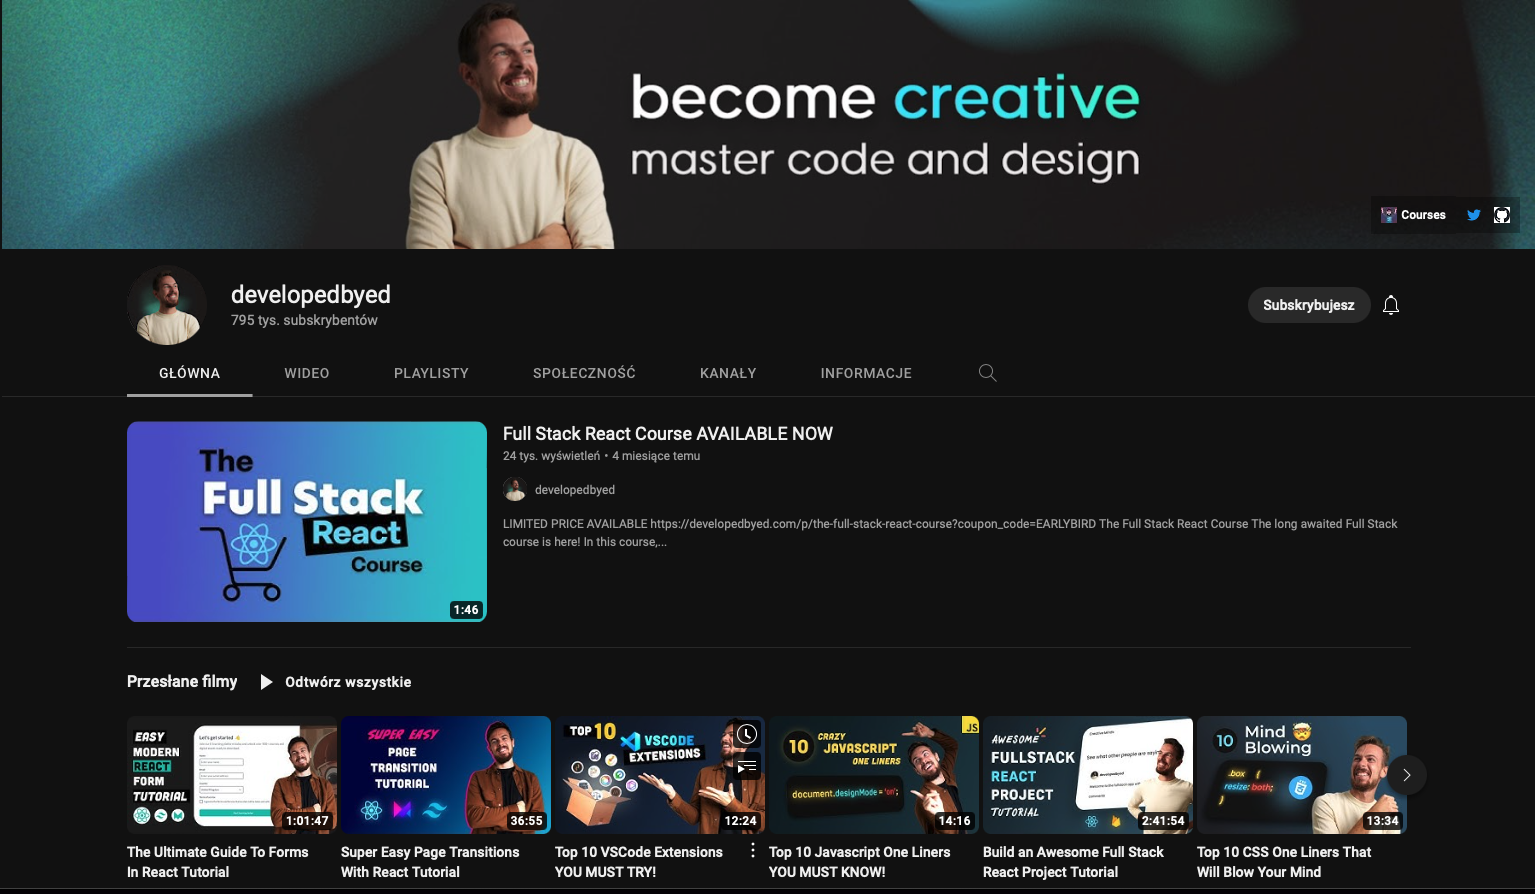 become creative
master code and design
Courses
developedbyed
795 tys. subskrybentów
Subskrybujesz
GŁÓWNA
WIDEO
PLAYLISTY
SPOŁECZNOŚĆ
KANAŁY
INFORMACJE
The
Full Stack
React
Course
1:46
Full Stack React Course AVAILABLE NOW
24 tys. wyświetleń • 4 miesiące temu
developedbyed
LIMITED PRICE AVAILABLE https://developedbyed.com/p/the-full-stack-react-course?coupon_code=EARLYBIRD The Full Stack React Course The long awaited Full Stack
course is here! In this course,...
Przesłane filmy
Odtwórz wszystkie
EASY
MODERN
REACT
FORM
TUTORIAL
Let's get started
1:01:47
The Ultimate Guide To Forms
In React Tutorial
SUPER EASY
PAGE
TRANSITION
TUTORIAL
36:55
Super Easy Page Transitions
With React Tutorial
TOP 10 VSCODE
EXTENSIONS
12:24
Top 10 VSCode Extensions
YOU MUST TRY!
10 CRAZY
JAVASCRIPT
ONE LINERS
JS
document.designMode = 'on';
14:16
Top 10 Javascript One Liners
YOU MUST KNOW!
AWESOME
FULLSTACK
REACT
PROJECT
TUTORIAL
See what other people are
2:41:54
Build an Awesome Full Stack
React Project Tutorial
10 Mind
Blowing
.box {
resize: both;
}
13:34
Top 10 CSS One Liners That
Will Blow Your Mind